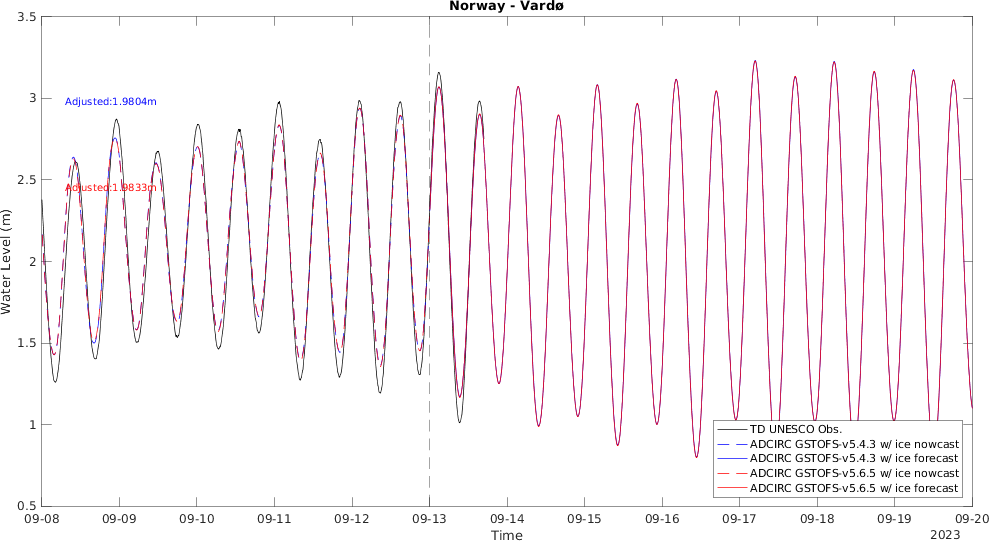 Norway - Vardø
3.5
3
2.5
2
1.5
1
0.5
Water Level (m)
Adjusted:1.9804m
Adjusted:1.9833m
TD UNESCO Obs.
ADCIRC GSTOFS-v5.4.3 w/ ice nowcast
ADCIRC GSTOFS-v5.4.3 w/ ice forecast
ADCIRC GSTOFS-v5.6.5 w/ ice nowcast
ADCIRC GSTOFS-v5.6.5 w/ ice forecast
09-08 09-09 09-10 09-11 09-12 09-13 09-14 09-15 09-16 09-17 09-18 09-19 09-20
Time
2023